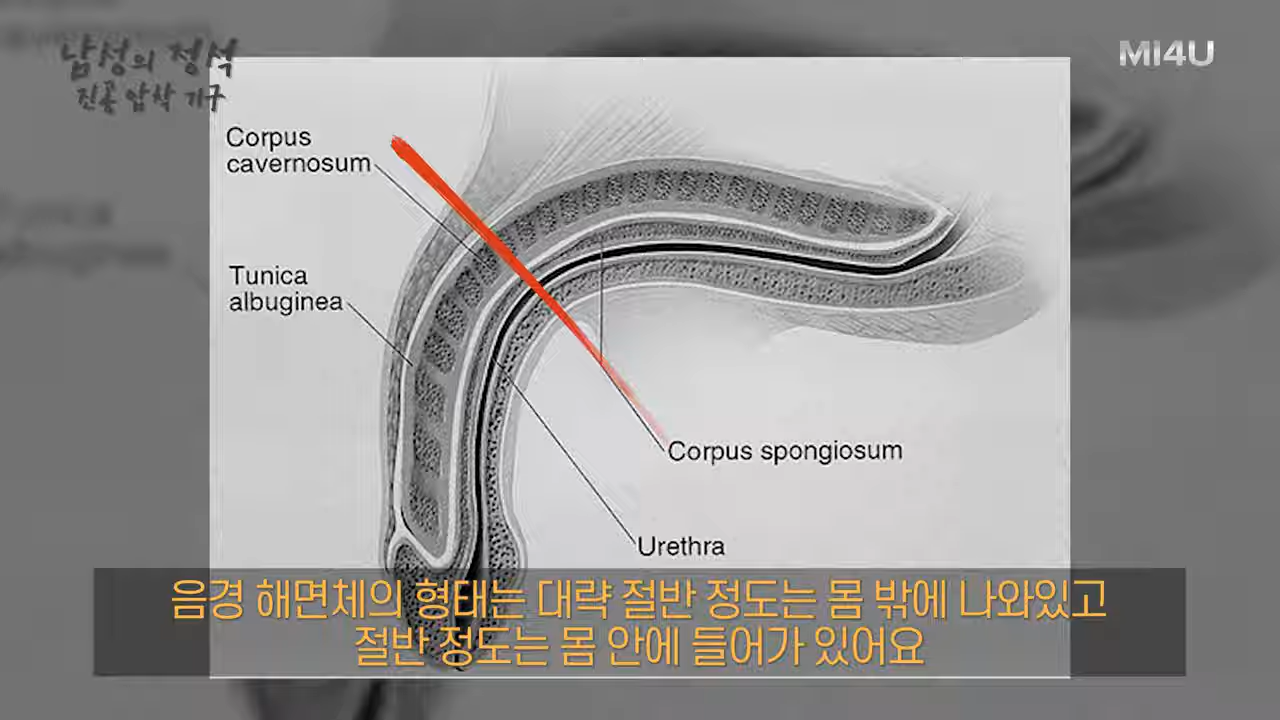 남성의 정석
진공 압착 기구
MI4U
Corpus
cavernosum
Tunica
albuginea
Corpus spongiosum
Urethra
음경 해면체의 형태는 대략 절반 정도는 몸 밖에 나와있고
절반 정도는 몸 안에 들어가 있어요